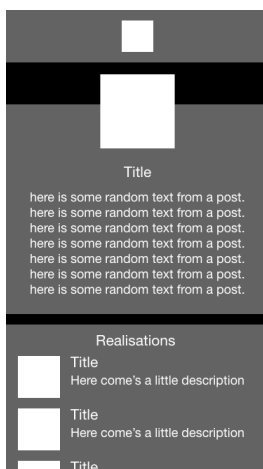 Title
here is some random text from a post.
here is some random text from a post.
here is some random text from a post.
here is some random text from a post.
here is some random text from a post.
here is some random text from a post.
here is some random text from a post.
Realisations
Title
Here come's a little description
Title
Here come's a little description
Title